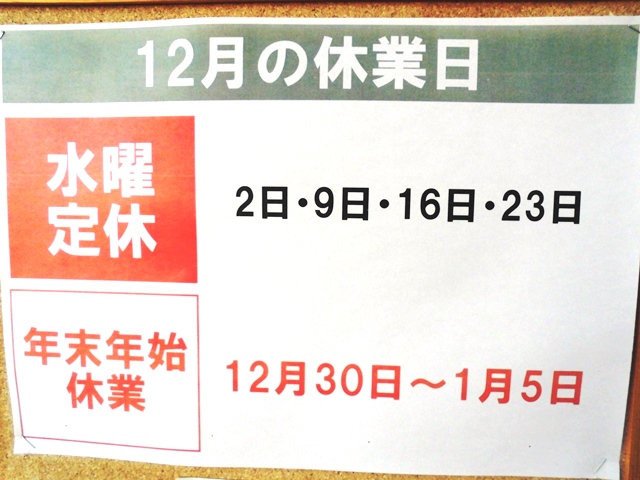 12月の休業日
水曜
定休
2日・9日・16日・23日
年末年始
休業
12月30日～1月5日